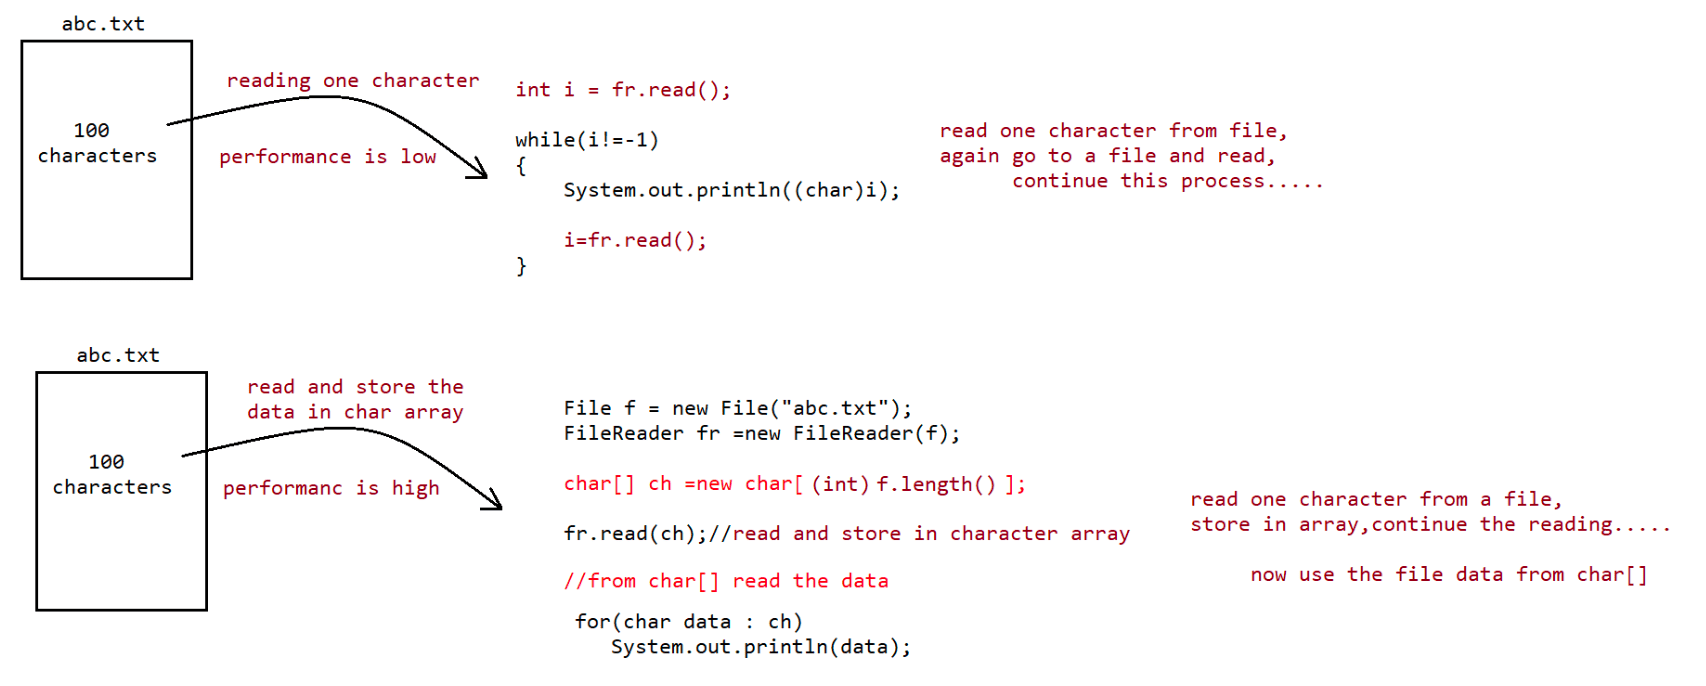 abc.txt
100
characters
reading one character
performance is low
int i = fr.read();
while(i!=-1)
{
System.out.println((char)i);
i=fr.read();
}
read one character from file,
again go to a file and read,
continue this process.....
abc.txt
100
characters
read and store the
data in char array
performanc is high
File f = new File("abc.txt");
FileReader fr =new FileReader(f);
char[] ch =new char[ (int) f.length() ];
fr.read(ch);//read and store in character array
//from char[] read the data
for(char data : ch)
System.out.println(data);
read one character from a file,
store in array,continue the reading.....
now use the file data from char[]